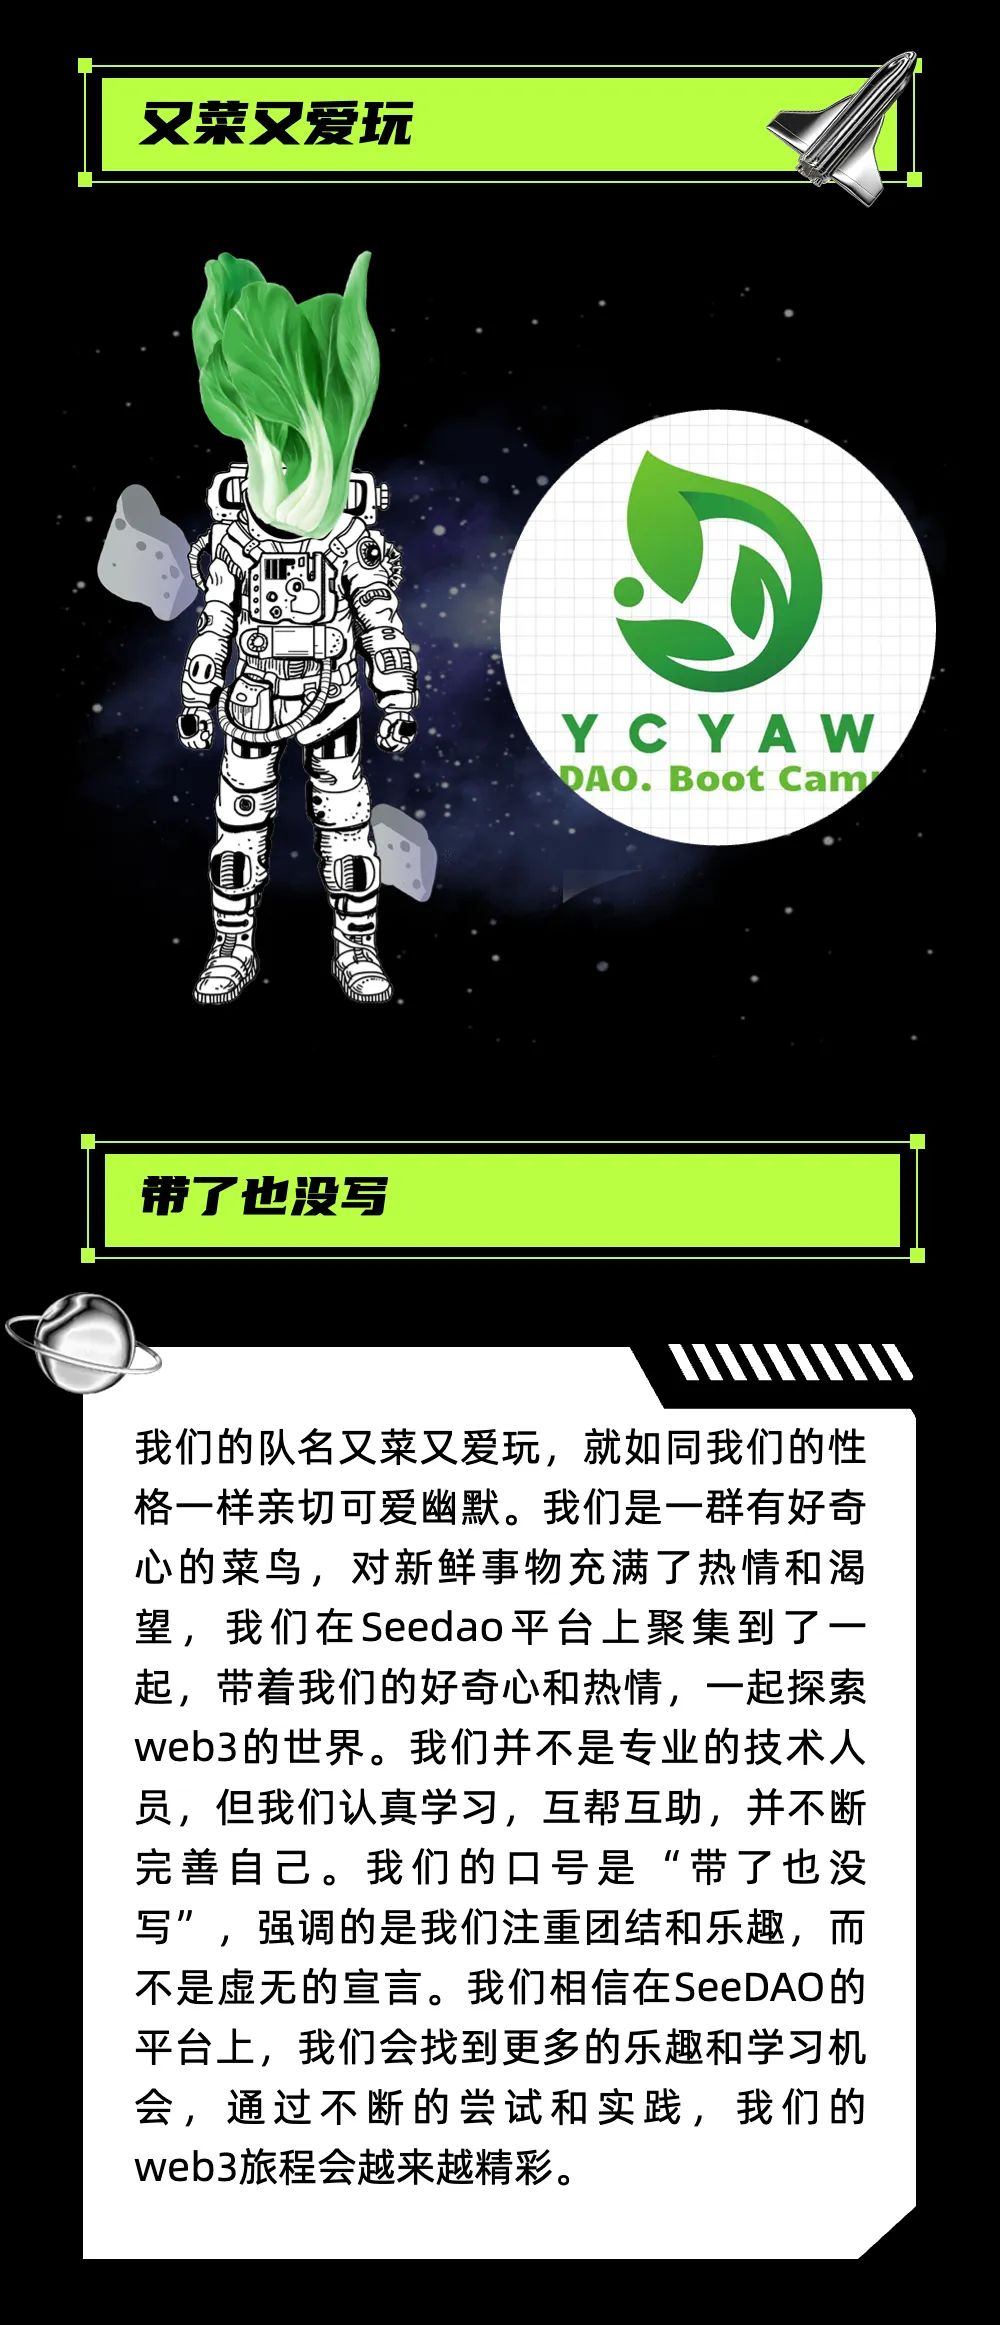 又菜又爱玩
YCYAW
DAO. Boot Cam
带了也没写
我们的队名又菜又爱玩，就如同我们的性
格一样亲切可爱幽默。我们是一群有好奇
心的菜鸟，对新鲜事物充满了热情和渴
望，我们在Seedao平台上聚集到了一
起，带着我们的好奇心和热情，一起探索
web3的世界。我们并不是专业的技术人
员，但我们认真学习，互帮互助，并不断
完善自己。我们的口号是“带了也没
写”，强调的是我们注重团结和乐趣，而
不是虚无的宣言。我们相信在SeeDAO的
平台上，我们会找到更多的乐趣和学习机
会，通过不断的尝试和实践，我们的
web3旅程会越来越精彩。